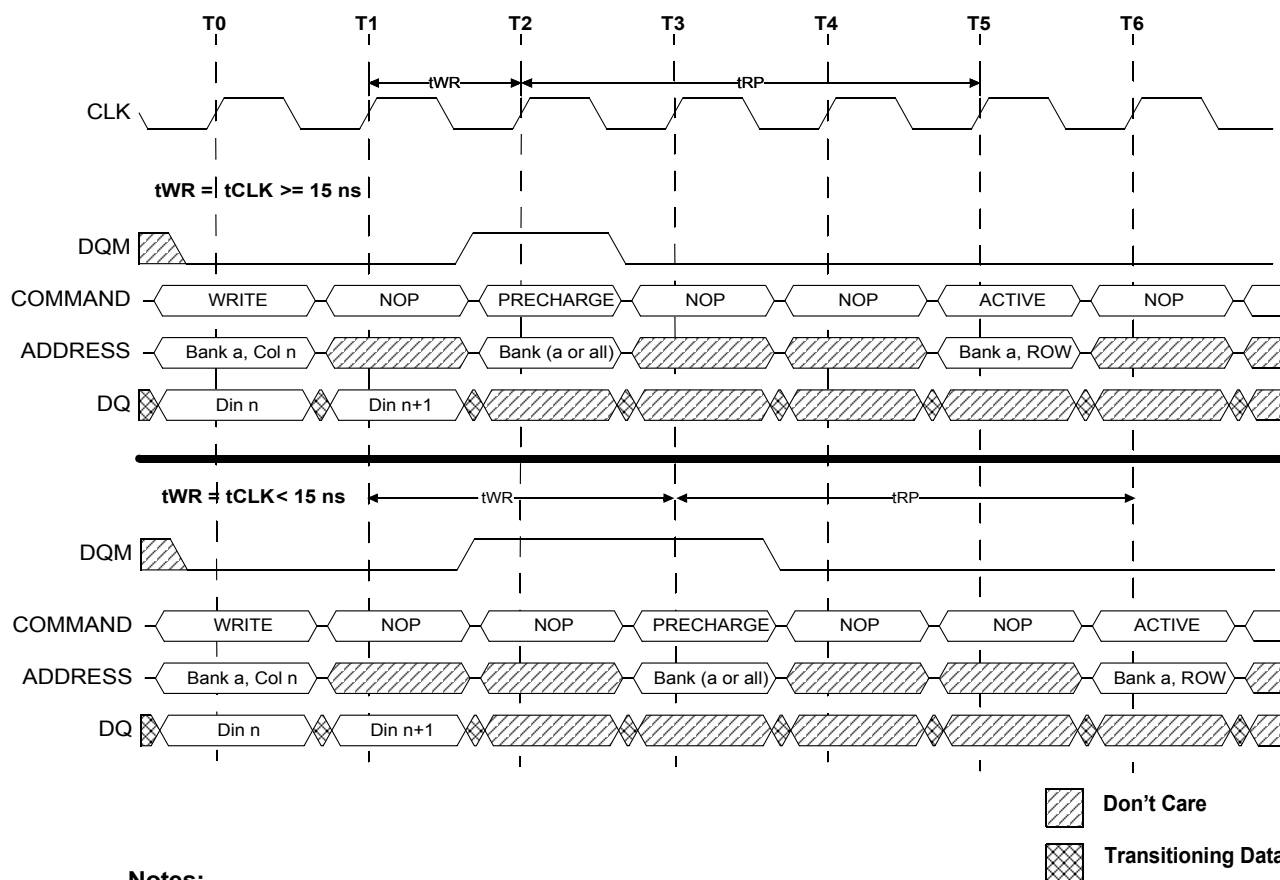 T0 T1 T2 T3 T4 T5 T6
tWR tRP
CLK
tWR = tCLK >= 15 ns
DQM
COMMAND WRITE NOP PRECHARGE NOP NOP ACTIVE NOP
ADDRESS Bank a, Col n Bank (a or all) Bank a, ROW
DQ Din n Din n+1
tWR = tCLK< 15 ns tWR tRP
DQM
COMMAND WRITE NOP NOP PRECHARGE NOP NOP ACTIVE
ADDRESS Bank a, Col n Bank (a or all) Bank a, ROW
DQ Din n Din n+1
Don't Care
Transitioning Data
Notes: